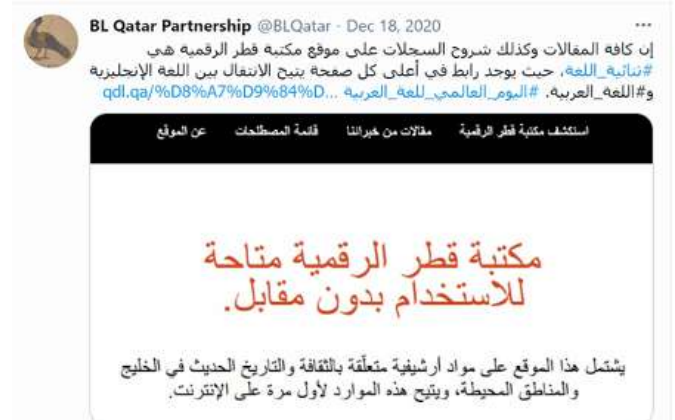 BL Qatar Partnership @BLQatar · Dec 18, 2020
إن كافة المقالات وكذلك شروح السجلات على موقع مكتبة قطر الرقمية هي
#ثنائية_اللغة، حيث يوجد رابط في أعلى كل صفحة يتيح الانتقال بين اللغة الإنجليزية
و#اللغة_العربية. #اليوم_العالمي_للغة_العربية qdl.qa/%D8%A7%D9%84%D...
استكشف مكتبة قطر الرقمية مقالات من خبرائنا قائمة المصطلحات عن الموقع
مكتبة قطر الرقمية متاحة
للاستخدام بدون مقابل.
يشتمل هذا الموقع على مواد أرشيفية متعلّقة بالثقافة والتاريخ الحديث في الخليج
والمناطق المحيطة، ويتيح هذه الموارد لأول مرة على الإنترنت.